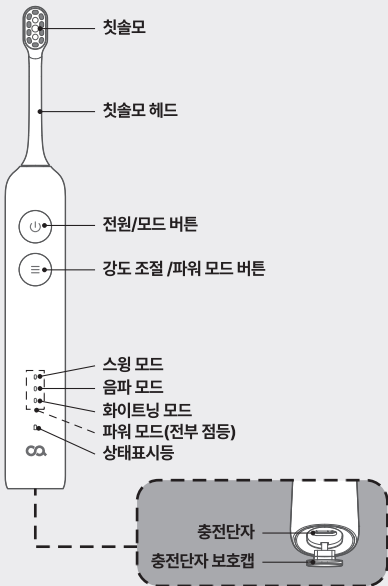 칫솔모
칫솔모 헤드
전원/모드 버튼
강도 조절 /파워 모드 버튼
스윙 모드
음파 모드
화이트닝 모드
파워 모드(전부 점등)
상태표시등
충전단자
충전단자 보호캡